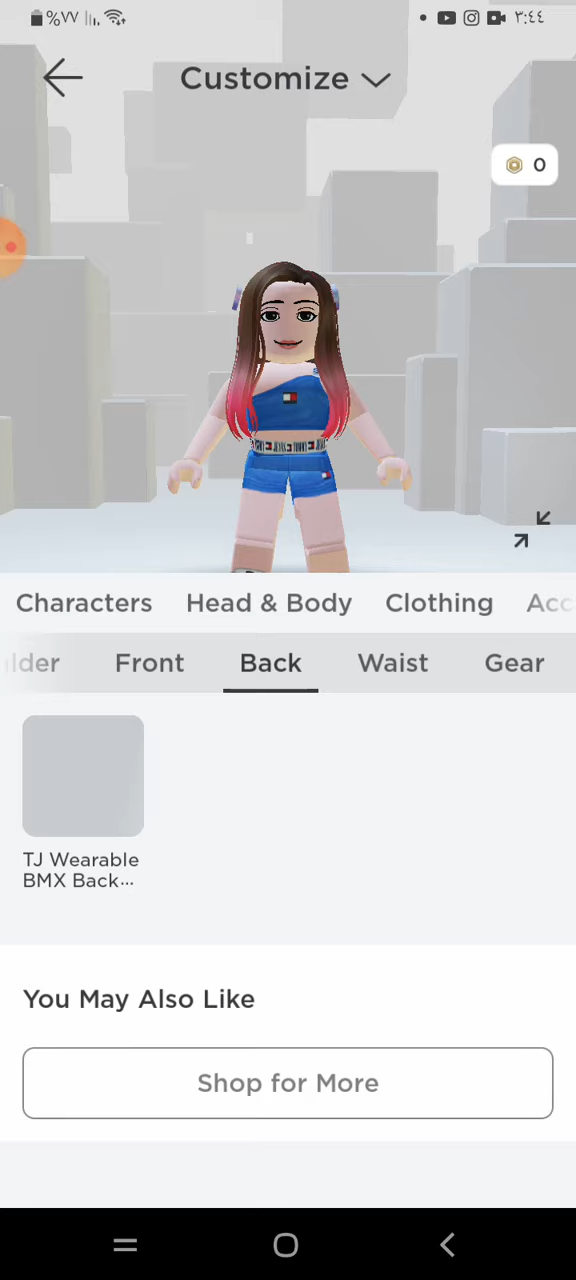 %٧٧ ٣:٤٤
Customize
0
Characters Head & Body Clothing Acc
lder Front Back Waist Gear
TJ Wearable
BMX Back...
You May Also Like
Shop for More